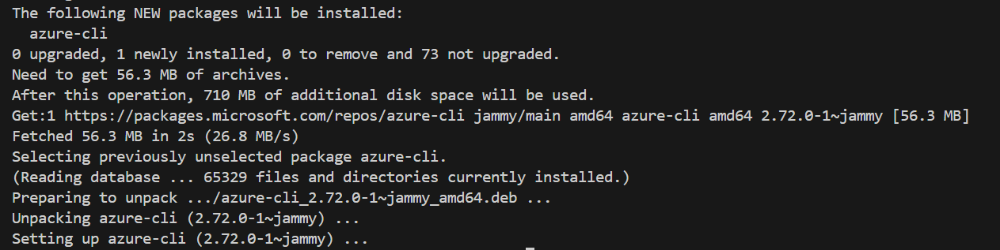 The following NEW packages will be installed:
  azure-cli
0 upgraded, 1 newly installed, 0 to remove and 73 not upgraded.
Need to get 56.3 MB of archives.
After this operation, 710 MB of additional disk space will be used.
Get:1 https://packages.microsoft.com/repos/azure-cli jammy/main amd64 azure-cli amd64 2.72.0-1~jammy [56.3 MB]
Fetched 56.3 MB in 2s (26.8 MB/s)
Selecting previously unselected package azure-cli.
(Reading database ... 65329 files and directories currently installed.)
Preparing to unpack .../azure-cli_2.72.0-1~jammy_amd64.deb ...
Unpacking azure-cli (2.72.0-1~jammy) ...
Setting up azure-cli (2.72.0-1~jammy) ...